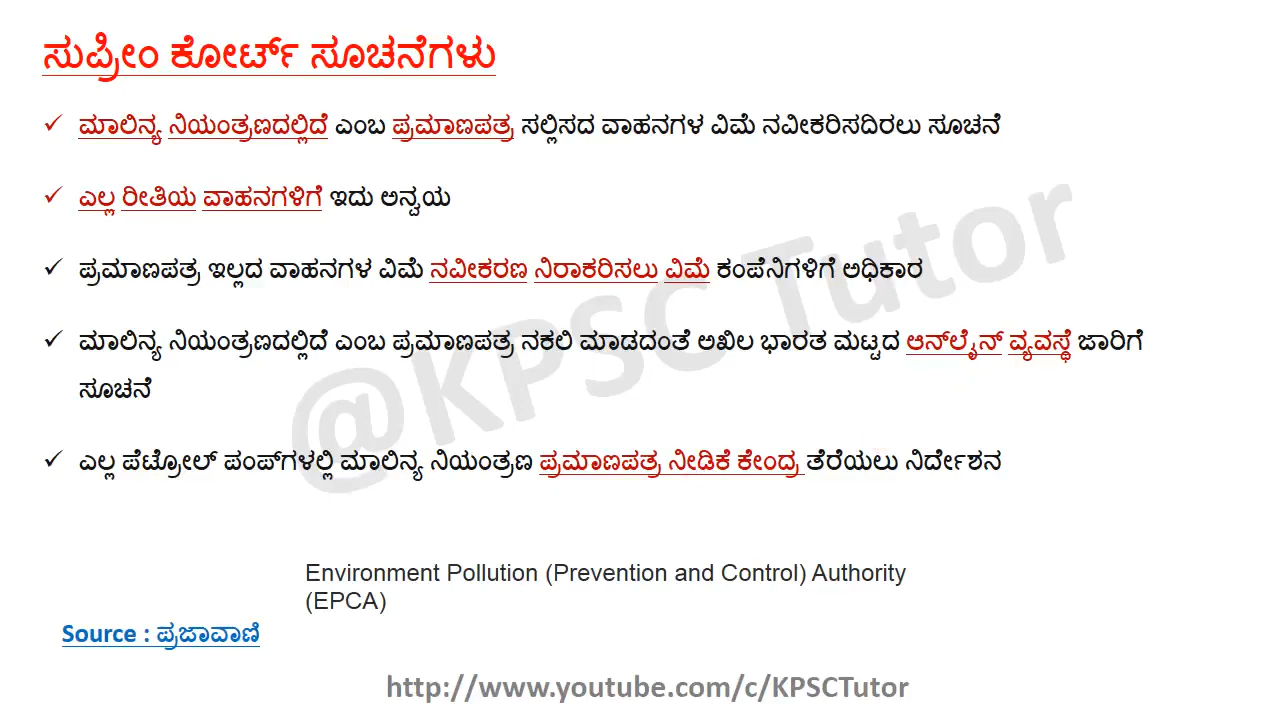 ಸುಪ್ರೀಂ ಕೋರ್ಟ್ ಸೂಚನೆಗಳು
✓ ಮಾಲಿನ್ಯ ನಿಯಂತ್ರಣದಲ್ಲಿದೆ ಎಂಬ ಪ್ರಮಾಣಪತ್ರ ಸಲ್ಲಿಸದ ವಾಹನಗಳ ವಿಮೆ ನವೀಕರಿಸದಿರಲು ಸೂಚನೆ
✓ ಎಲ್ಲ ರೀತಿಯ ವಾಹನಗಳಿಗೆ ಇದು ಅನ್ವಯ
✓ ಪ್ರಮಾಣಪತ್ರ ಇಲ್ಲದ ವಾಹನಗಳ ವಿಮೆ ನವೀಕರಣ ನಿರಾಕರಿಸಲು ವಿಮೆ ಕಂಪೆನಿಗಳಿಗೆ ಅಧಿಕಾರ
✓ ಮಾಲಿನ್ಯ ನಿಯಂತ್ರಣದಲ್ಲಿದೆ ಎಂಬ ಪ್ರಮಾಣಪತ್ರ ನಕಲಿ ಮಾಡದಂತೆ ಅಖಿಲ ಭಾರತ ಮಟ್ಟದ ಆನ್‌ಲೈನ್ ವ್ಯವಸ್ಥೆ ಜಾರಿಗೆ
ಸೂಚನೆ
✓ ಎಲ್ಲ ಪೆಟ್ರೋಲ್ ಪಂಪ್‌ಗಳಲ್ಲಿ ಮಾಲಿನ್ಯ ನಿಯಂತ್ರಣ ಪ್ರಮಾಣಪತ್ರ ನೀಡಿಕೆ ಕೇಂದ್ರ ತೆರೆಯಲು ನಿರ್ದೇಶನ
@KPSC Tutor
Environment Pollution (Prevention and Control) Authority
(EPCA)
Source : ಪ್ರಜಾವಾಣಿ
http://www.youtube.com/c/KPSCTutor